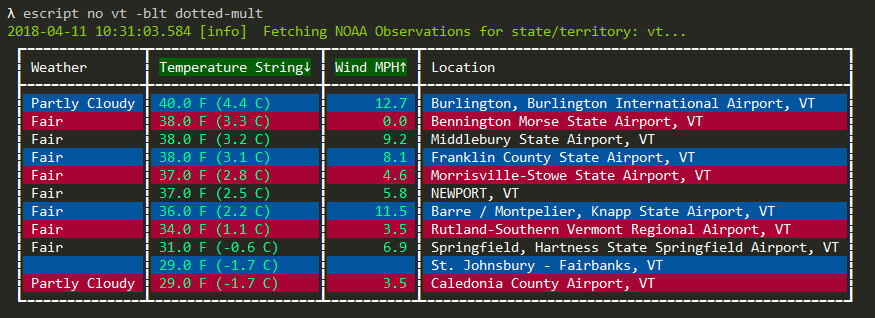 λ escript no vt -blt dotted-mult
2018-04-11 10:31:03.584 [info]  Fetching NOAA Observations for state/territory: vt...
Weather Temperature String↓ Wind MPH↑ Location
Partly Cloudy 40.0 F (4.4 C) 12.7 Burlington, Burlington International Airport, VT
Fair 38.0 F (3.3 C) 0.0 Bennington Morse State Airport, VT
Fair 38.0 F (3.2 C) 9.2 Middlebury State Airport, VT
Fair 38.0 F (3.1 C) 8.1 Franklin County State Airport, VT
Fair 37.0 F (2.8 C) 4.6 Morrisville-Stowe State Airport, VT
Fair 37.0 F (2.5 C) 5.8 NEWPORT, VT
Fair 36.0 F (2.2 C) 11.5 Barre / Montpelier, Knapp State Airport, VT
Fair 34.0 F (1.1 C) 3.5 Rutland-Southern Vermont Regional Airport, VT
Fair 31.0 F (-0.6 C) 6.9 Springfield, Hartness State Springfield Airport, VT
29.0 F (-1.7 C) St. Johnsbury - Fairbanks, VT
Partly Cloudy 29.0 F (-1.7 C) 3.5 Caledonia County Airport, VT